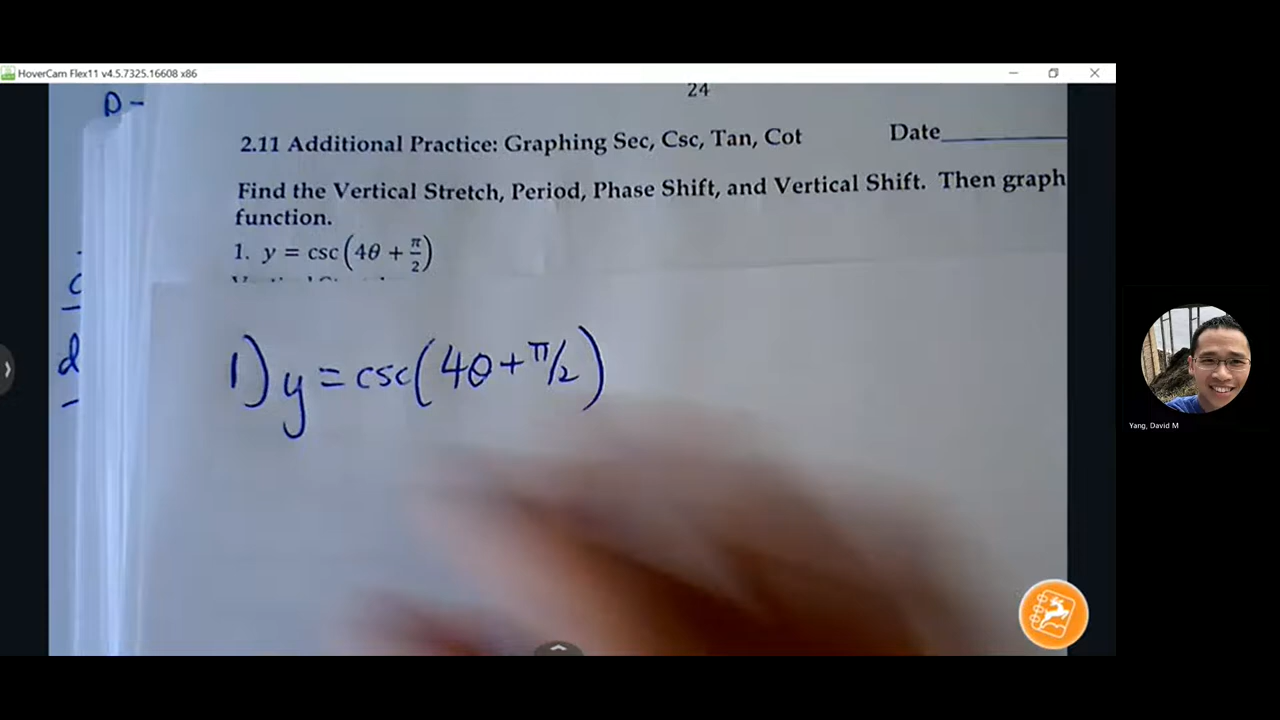 HoverCam Flex11 v4.5.7325.16608 x86
24
D -
2.11 Additional Practice: Graphing Sec, Csc, Tan, Cot Date
Find the Vertical Stretch, Period, Phase Shift, and Vertical Shift. Then graph
function.
1. y = csc(4θ + π/2)
1) y = csc(4θ + π/2)
d
Yang, David M